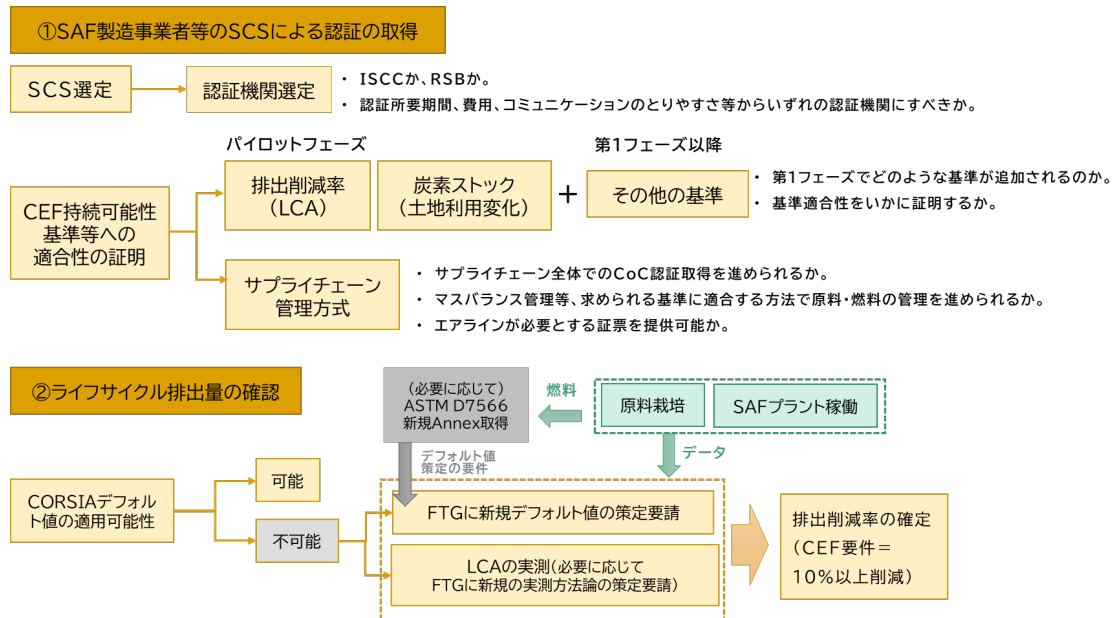 ①SAF製造事業者等のSCSによる認証の取得
SCS選定
認証機関選定
・ ISCCか、RSBか。
・ 認証所要期間、費用、コミュニケーションのとりやすさ等からいずれの認証機関にすべきか。
パイロットフェーズ
第1フェーズ以降
CEF持続可能性
基準等への
適合性の証明
排出削減率
（LCA）
炭素ストック
（土地利用変化）
＋
その他の基準
・ 第1フェーズでどのような基準が追加されるのか。
・ 基準適合性をいかに証明するか。
サプライチェーン
管理方式
・ サプライチェーン全体でのCoC認証取得を進められるか。
・ マスバランス管理等、求められる基準に適合する方法で原料・燃料の管理を進められるか。
・ エアラインが必要とする証票を提供可能か。
②ライフサイクル排出量の確認
（必要に応じて）
ASTM D7566
新規Annex取得
燃料
原料栽培
SAFプラント稼働
デフォルト値
策定の要件
データ
CORSIAデフォル
ト値の適用可能性
可能
不可能
FTGに新規デフォルト値の策定要請
LCAの実測（必要に応じて
FTGに新規の実測方法論の策定要請）
排出削減率の確定
（CEF要件＝
10％以上削減）